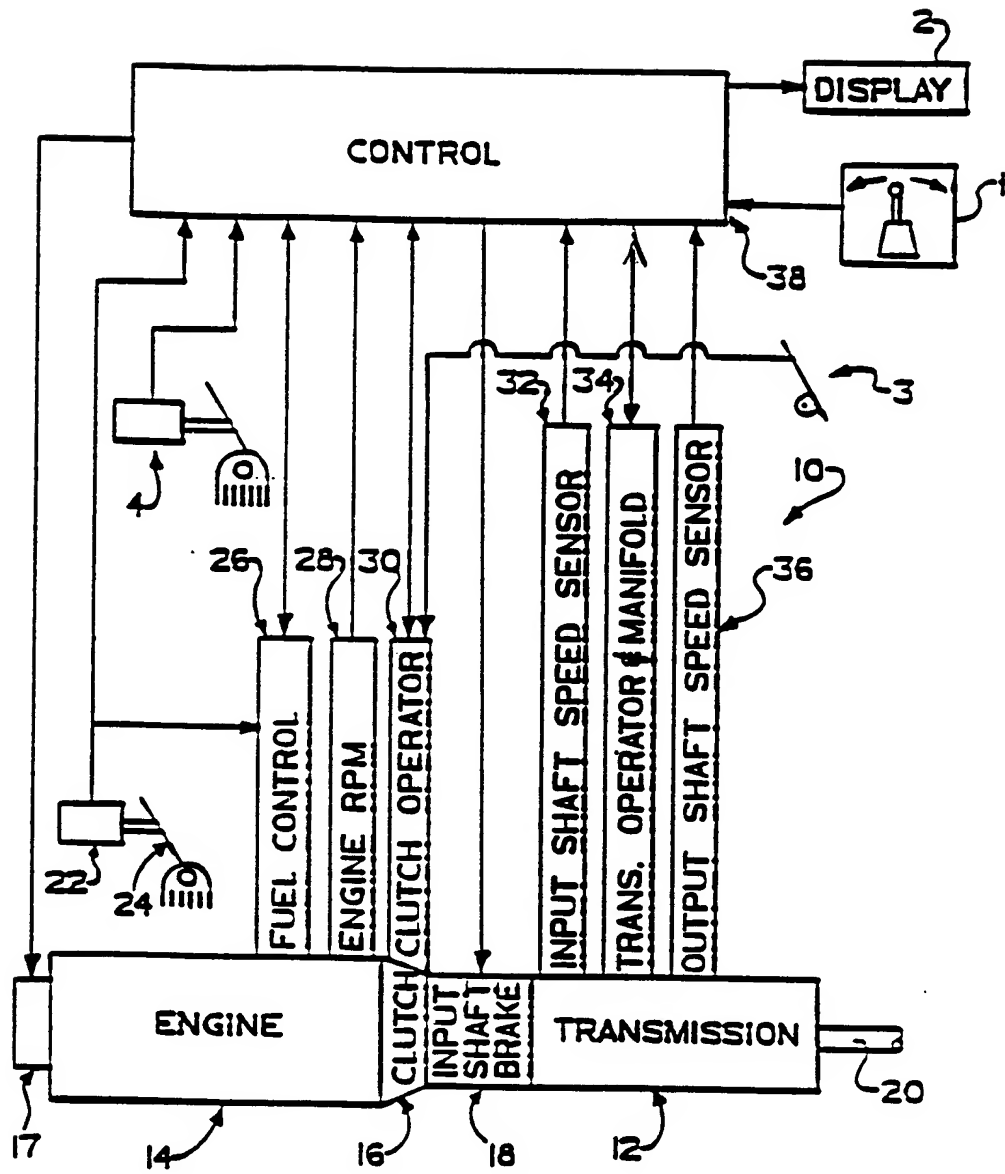 2
DISPLAY
CONTROL
1
38
32
34
3
4
10
26
28
30
36
FUEL CONTROL
ENGINE RPM
CLUTCH OPERATOR
INPUT SHAFT SPEED SENSOR
TRANS. OPERATOR & MANIFOLD
OUTPUT SHAFT SPEED SENSOR
22
24
ENGINE
CLUTCH
INPUT
SHAFT
BRAKE
TRANSMISSION
20
17
14
16
18
12